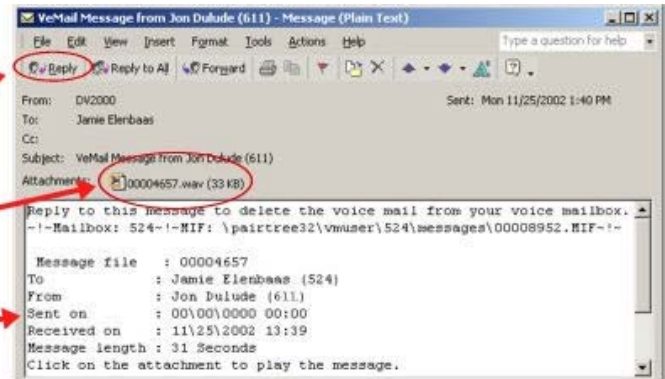 VeMail Message from Jon Dulude (611) - Message (Plain Text)
File Edit View Insert Format Tools Actions Help Type a question for help
Reply Reply to All Forward
From: DV2000 Sent: Mon 11/25/2002 1:40 PM
To: Jamie Elenbaas
Cc:
Subject: VeMail Message from Jon Dulude (611)
Attachments: 00004657.wav (33 KB)
Reply to this message to delete the voice mail from your voice mailbox.
~!~Mailbox: 524~!~MIF: \pairtree32\vmuser\524\messages\00008952.MIF~!~
Message file : 00004657
To : Jamie Elenbaas (524)
From : Jon Dulude (611)
Sent on : 00\00\0000 00:00
Received on : 11\25\2002 13:39
Message length : 31 Seconds
Click on the attachment to play the message.